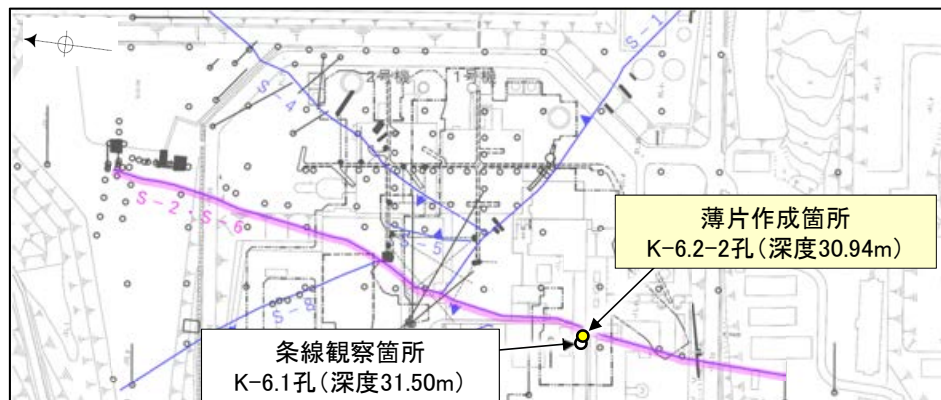 S-1
2号機
1号機
S-4
S-2・S-6
S-5
S-8
薄片作成箇所
K-6.2-2孔(深度30.94m)
条線観察箇所
K-6.1孔(深度31.50m)